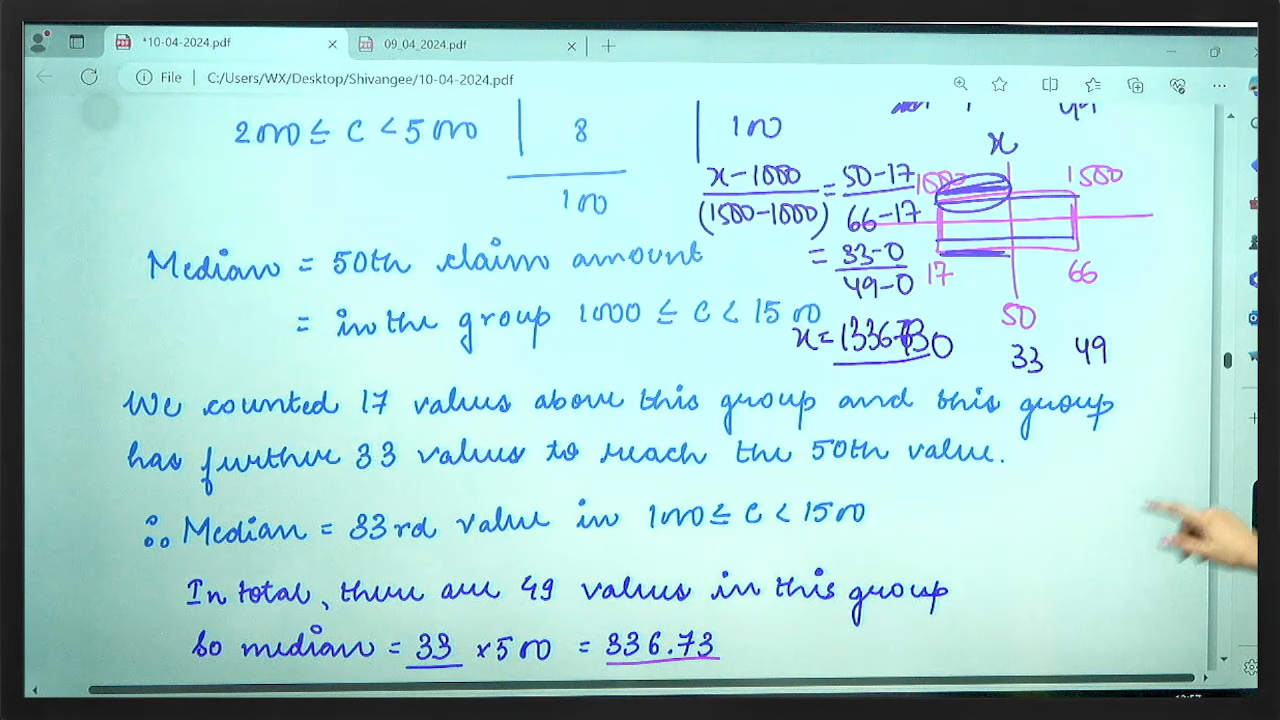 *10-04-2024.pdf
09_04_2024.pdf
File C:/Users/WX/Desktop/Shivangee/10-04-2024.pdf
2000 ≤ C < 5000 | 8 | 100
100
x
x-1000/(1500-1000) = 50-17/66-17
1000 1500
= 33-0/49-0
17 66
50
33 49
x =
Median = 50th claim amount
= in the group 1000 ≤ C < 1500
We counted 17 values above this group and this group
has further 33 values to reach the 50th value.
∴ Median = 33rd value in 1000 ≤ C < 1500
In total, there are 49 values in this group
So median = 33 × 500 = 336.73